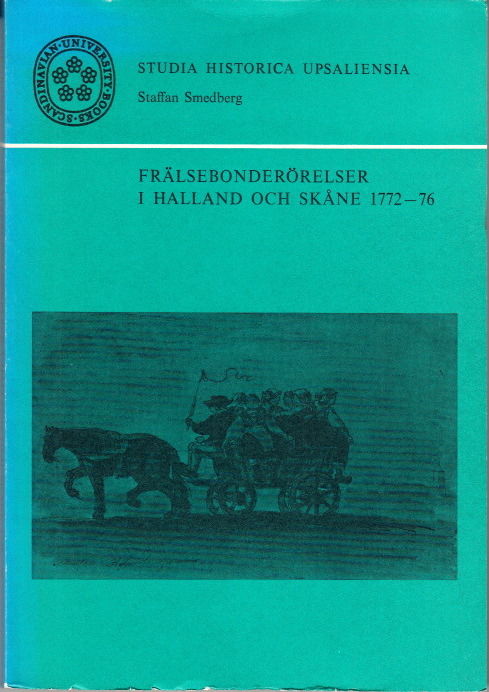 SCANDINAVIAN·UNIVERSITY·BOOKS·
STUDIA HISTORICA UPSALIENSIA
Staffan Smedberg
FRÄLSEBONDERÖRELSER
I HALLAND OCH SKÅNE 1772–76